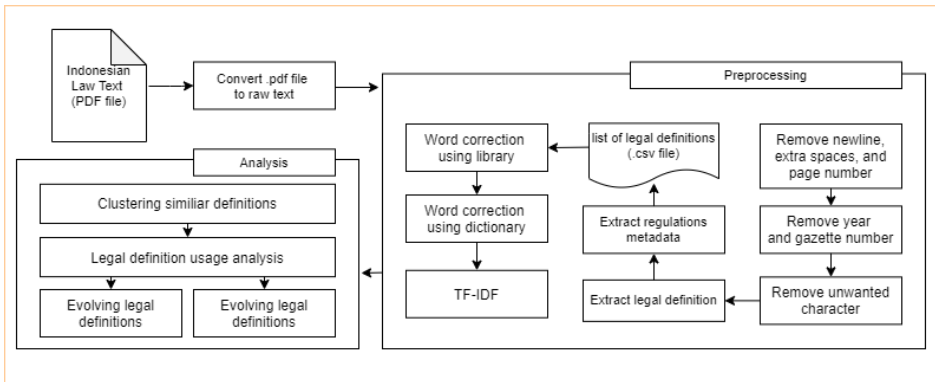 Indonesian
Law Text
(PDF file)
Convert .pdf file
to raw text
Preprocessing
Remove newline,
extra spaces, and
page number
Remove year
and gazette number
Remove unwanted
character
Extract legal definition
Extract regulations
metadata
list of legal definitions
(.csv file)
Word correction
using library
Word correction
using dictionary
TF-IDF
Analysis
Clustering similiar definitions
Legal definition usage analysis
Evolving legal
definitions
Evolving legal
definitions